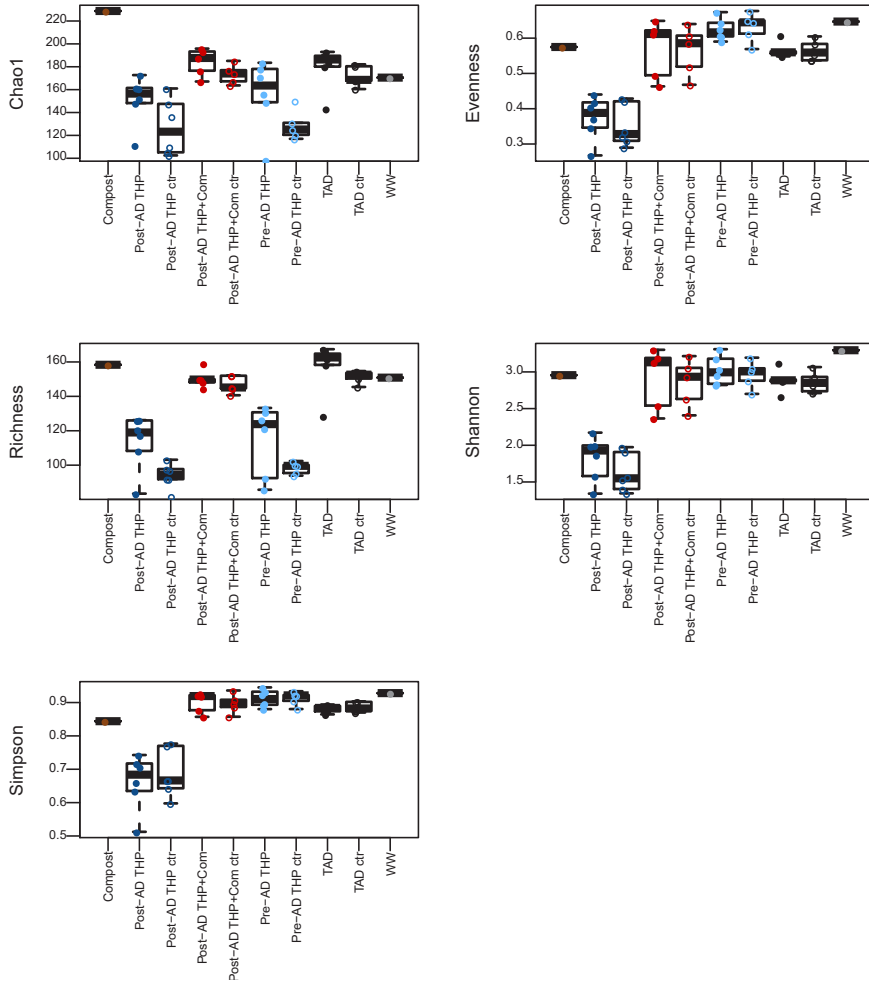 Chao1
220
200
180
160
140
120
100
Compost
Post−AD THP
Post−AD THP ctr
Post−AD THP+Com
Post−AD THP+Com ctr
Pre−AD THP
Pre−AD THP ctr
TAD
TAD ctr
WW
Evenness
0.6
0.5
0.4
0.3
Compost
Post−AD THP
Post−AD THP ctr
Post−AD THP+Com
Post−AD THP+Com ctr
Pre−AD THP
Pre−AD THP ctr
TAD
TAD ctr
WW
Richness
160
140
120
100
Compost
Post−AD THP
Post−AD THP ctr
Post−AD THP+Com
Post−AD THP+Com ctr
Pre−AD THP
Pre−AD THP ctr
TAD
TAD ctr
WW
Shannon
3.0
2.5
2.0
1.5
Compost
Post−AD THP
Post−AD THP ctr
Post−AD THP+Com
Post−AD THP+Com ctr
Pre−AD THP
Pre−AD THP ctr
TAD
TAD ctr
WW
Simpson
0.9
0.8
0.7
0.6
0.5
Compost
Post−AD THP
Post−AD THP ctr
Post−AD THP+Com
Post−AD THP+Com ctr
Pre−AD THP
Pre−AD THP ctr
TAD
TAD ctr
WW